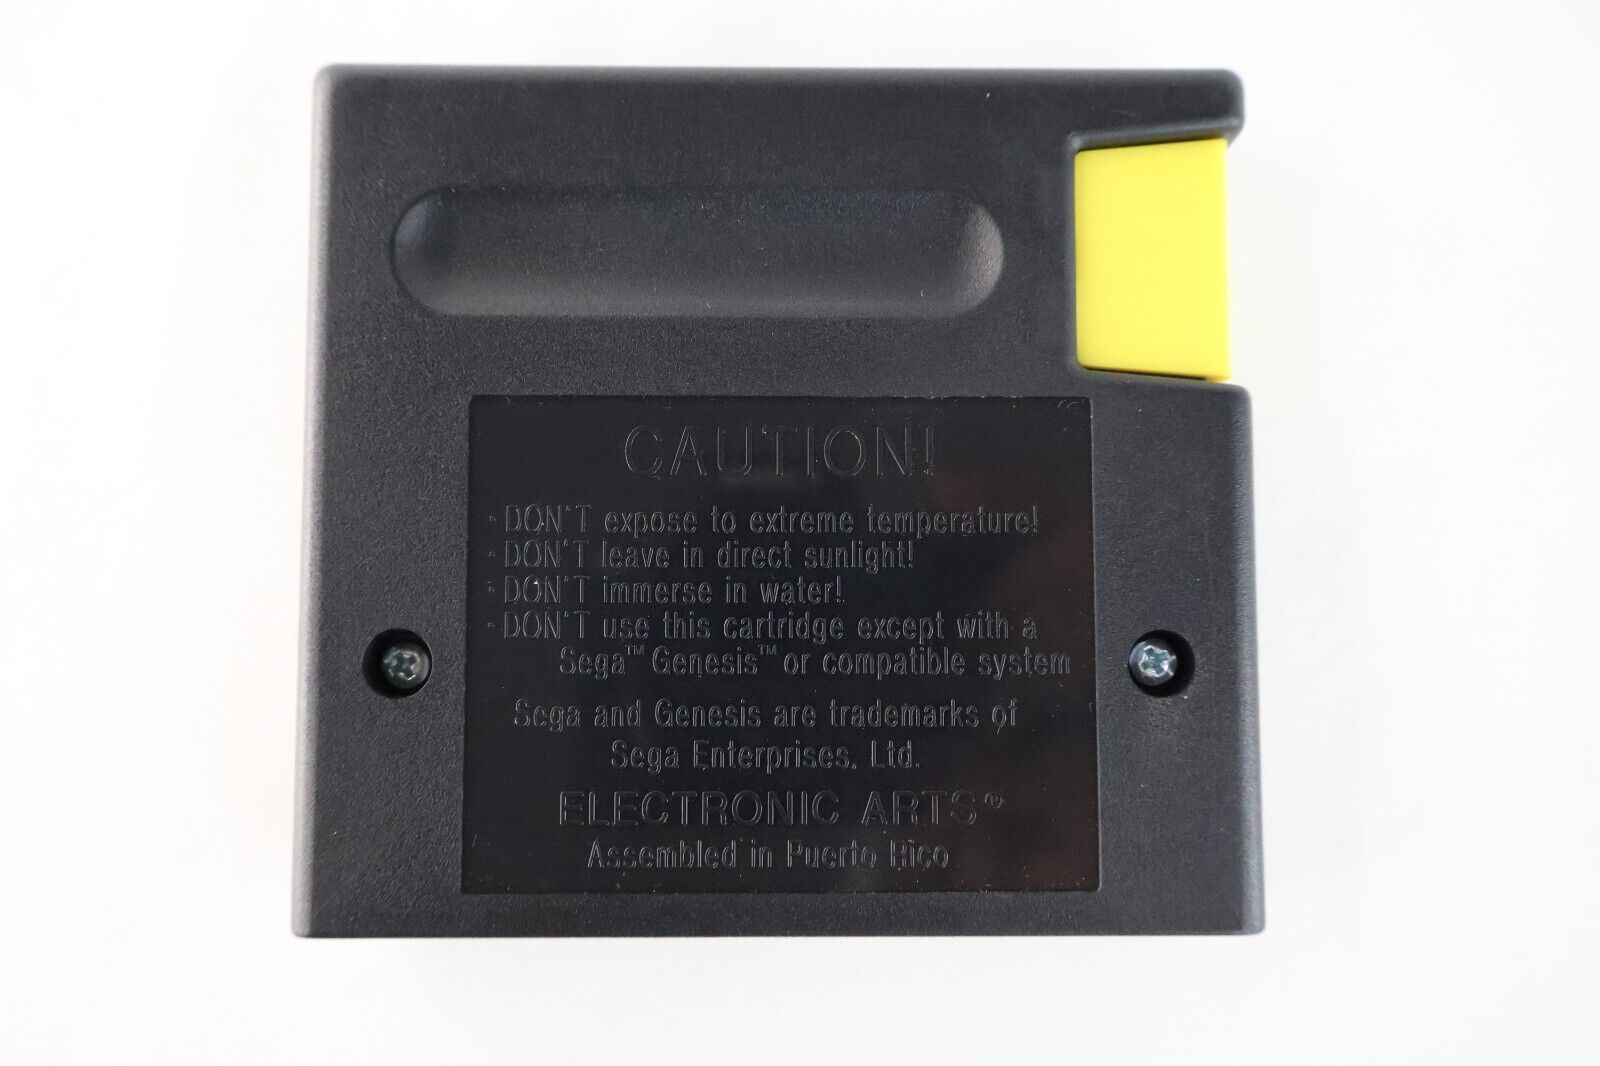 CAUTION!
· DON'T expose to extreme temperature!
· DON'T leave in direct sunlight!
· DON'T immerse in water!
· DON'T use this cartridge except with a
Sega™ Genesis™ or compatible system
Sega and Genesis are trademarks of
Sega Enterprises, Ltd.
ELECTRONIC ARTS®
Assembled in Puerto Rico